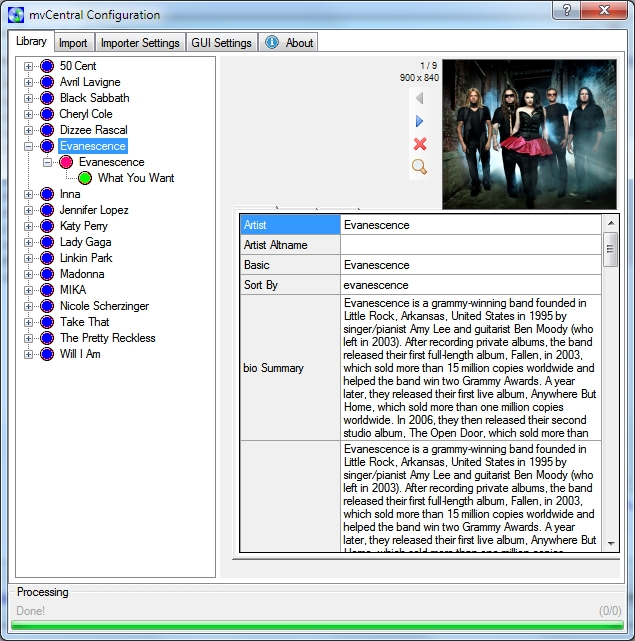 mvCentral Configuration
Library Import Importer Settings GUI Settings About
50 Cent
Avril Lavigne
Black Sabbath
Cheryl Cole
Dizzee Rascal
Evanescence
Evanescence
What You Want
Inna
Jennifer Lopez
Katy Perry
Lady Gaga
Linkin Park
Madonna
MIKA
Nicole Scherzinger
Take That
The Pretty Reckless
Will I Am
1 / 9
900 x 840
Artist Evanescence
Artist Altname
Basic Evanescence
Sort By evanescence
bio Summary
Evanescence is a grammy-winning band founded in
Little Rock, Arkansas, United States in 1995 by
singer/pianist Amy Lee and guitarist Ben Moody (who
left in 2003). After recording private albums, the band
released their first full-length album, Fallen, in 2003,
which sold more than 15 million copies worldwide and
helped the band win two Grammy Awards. A year
later, they released their first live album, Anywhere But
Home, which sold more than one million copies
worldwide. In 2006, they then released their second
studio album, The Open Door, which sold more than
Evanescence is a grammy-winning band founded in
Little Rock, Arkansas, United States in 1995 by
singer/pianist Amy Lee and guitarist Ben Moody (who
left in 2003). After recording private albums, the band
released their first full-length album, Fallen, in 2003,
which sold more than 15 million copies worldwide and
helped the band win two Grammy Awards. A year
later, they released their first live album, Anywhere But
Home, which sold more than one million copies
Processing
Done! (0/0)